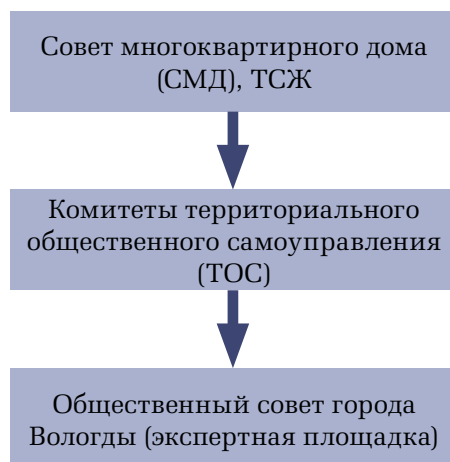 Совет многоквартирного дома
(СМД), ТСЖ
Комитеты территориального
общественного самоуправления
(ТОС)
Общественный совет города
Вологды (экспертная площадка)